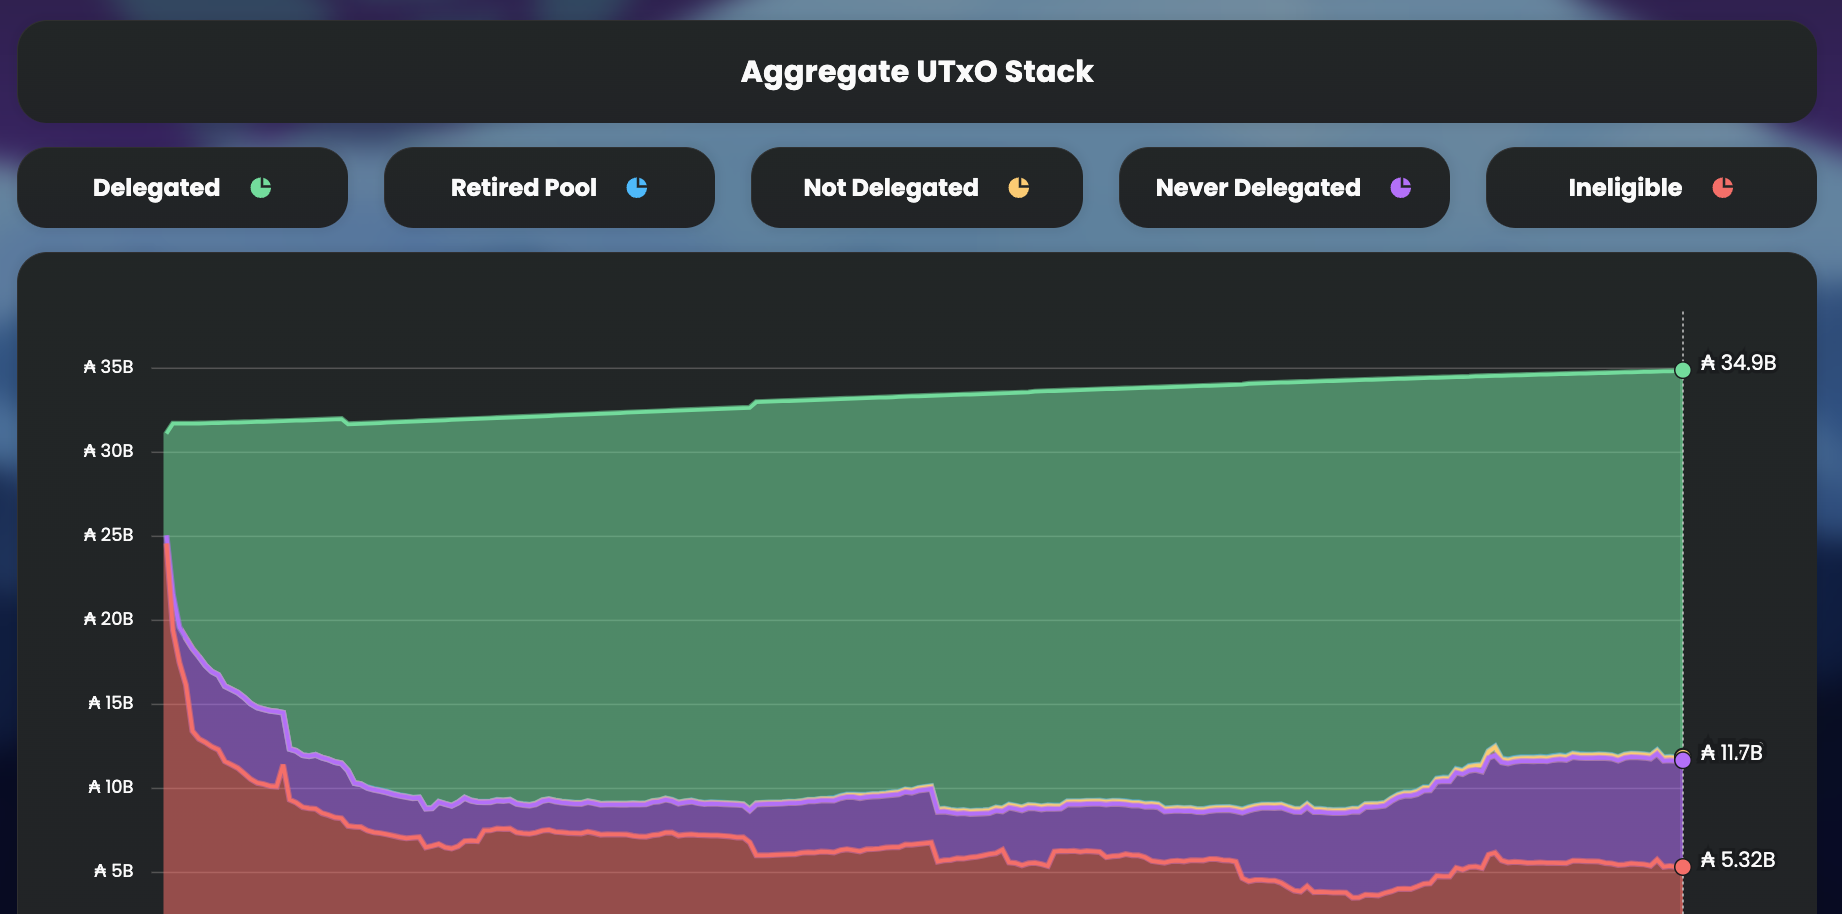 Aggregate UTxO Stack
Delegated
Retired Pool
Not Delegated
Never Delegated
Ineligible
₳ 35B
₳ 34.9B
₳ 30B
₳ 25B
₳ 20B
₳ 15B
₳ 11.7B
₳ 10B
₳ 5B
₳ 5.32B